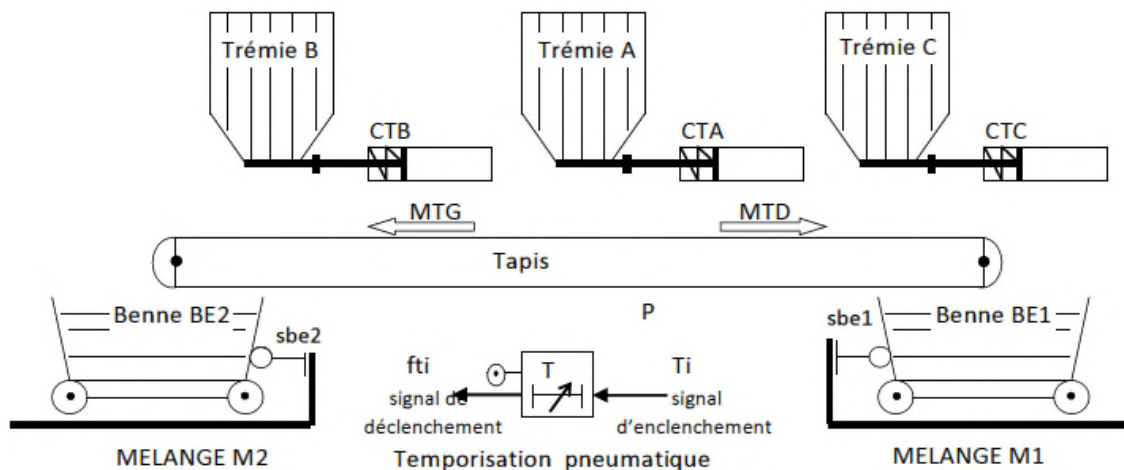 Trémie B Trémie A Trémie C
CTB CTA CTC
MTG MTD
Tapis
P
Benne BE2 sbe2 sbe1 Benne BE1
fti T Ti
signal de signal
déclenchement d'enclenchement
MELANGE M2 Temporisation pneumatique MELANGE M1